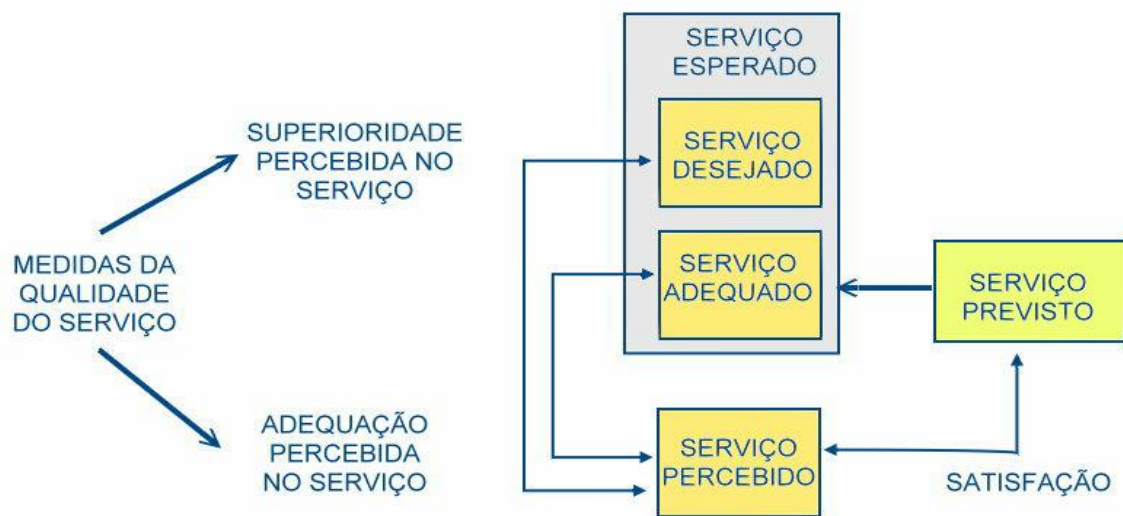 MEDIDAS DA
QUALIDADE
DO SERVIÇO
SUPERIORIDADE
PERCEBIDA NO
SERVIÇO
ADEQUAÇÃO
PERCEBIDA
NO SERVIÇO
SERVIÇO
ESPERADO
SERVIÇO
DESEJADO
SERVIÇO
ADEQUADO
SERVIÇO
PREVISTO
SERVIÇO
PERCEBIDO
SATISFAÇÃO